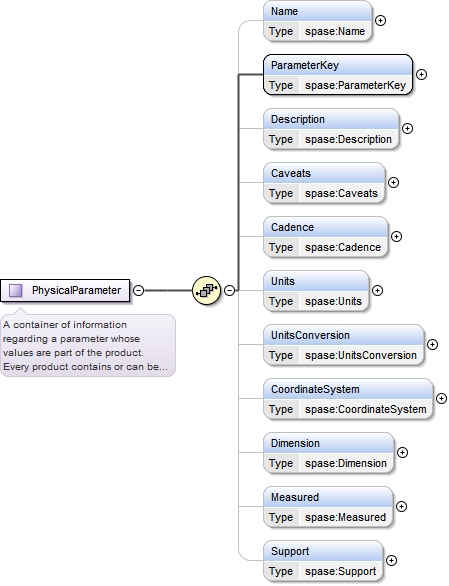 Name
Type spase:Name
ParameterKey
Type spase:ParameterKey
Description
Type spase:Description
Caveats
Type spase:Caveats
Cadence
Type spase:Cadence
Units
Type spase:Units
PhysicalParameter
A container of information
regarding a parameter whose
values are part of the product.
Every product contains or can be...
UnitsConversion
Type spase:UnitsConversion
CoordinateSystem
Type spase:CoordinateSystem
Dimension
Type spase:Dimension
Measured
Type spase:Measured
Support
Type spase:Support